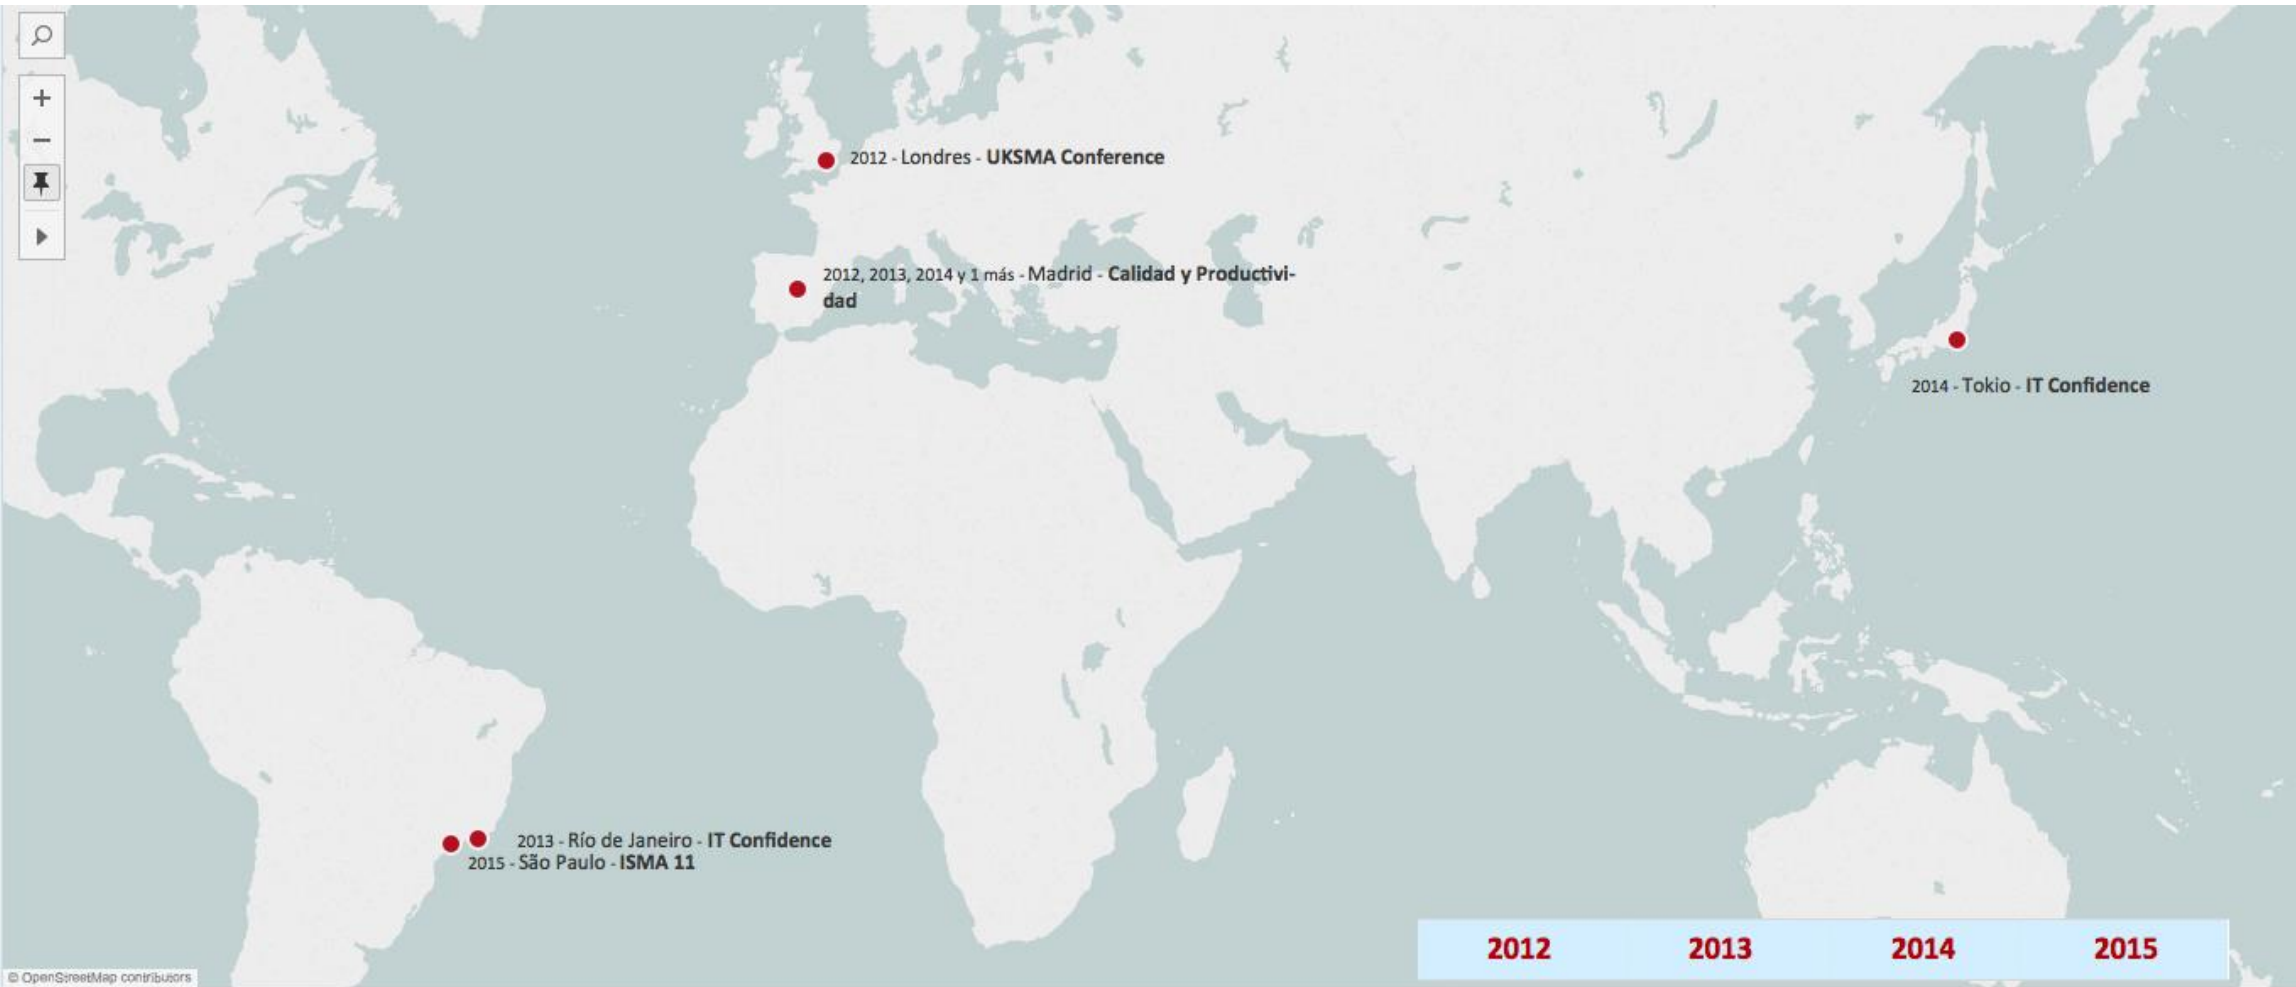 2012 - Londres - UKSMA Conference
2012, 2013, 2014 y 1 más - Madrid - Calidad y Productivi-
dad
2014 - Tokio - IT Confidence
2013 - Río de Janeiro - IT Confidence
2015 - São Paulo - ISMA 11
2012 2013 2014 2015
© OpenStreetMap contributors